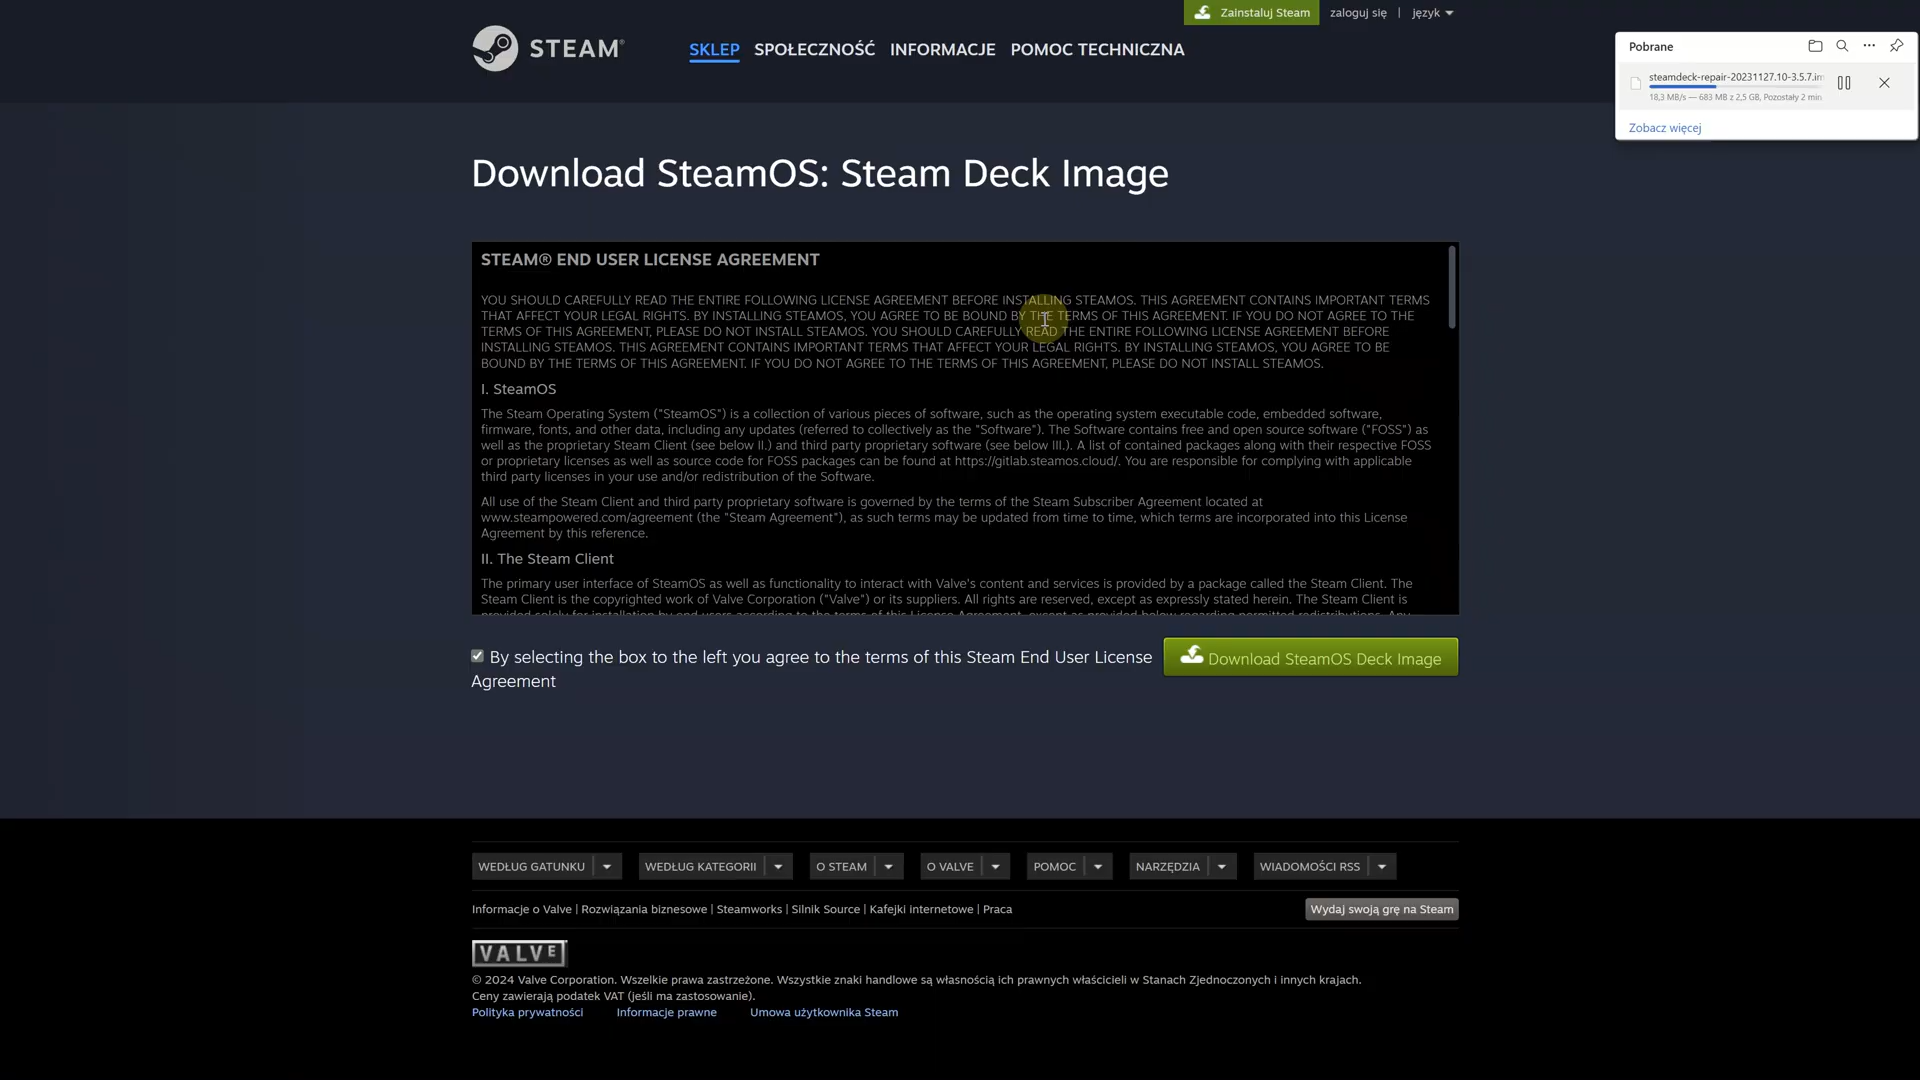 Zainstaluj Steam
zaloguj się | język
STEAM®
SKLEP SPOŁECZNOŚĆ INFORMACJE POMOC TECHNICZNA
Pobrane
steamdeck-repair-20231127.10-3.5.7.im
18,3 MB/s — 683 MB z 2,5 GB, Pozostały 2 min
Zobacz więcej
Download SteamOS: Steam Deck Image
STEAM® END USER LICENSE AGREEMENT
YOU SHOULD CAREFULLY READ THE ENTIRE FOLLOWING LICENSE AGREEMENT BEFORE INSTALLING STEAMOS. THIS AGREEMENT CONTAINS IMPORTANT TERMS
THAT AFFECT YOUR LEGAL RIGHTS. BY INSTALLING STEAMOS, YOU AGREE TO BE BOUND BY THE TERMS OF THIS AGREEMENT. IF YOU DO NOT AGREE TO THE
TERMS OF THIS AGREEMENT, PLEASE DO NOT INSTALL STEAMOS. YOU SHOULD CAREFULLY READ THE ENTIRE FOLLOWING LICENSE AGREEMENT BEFORE
INSTALLING STEAMOS. THIS AGREEMENT CONTAINS IMPORTANT TERMS THAT AFFECT YOUR LEGAL RIGHTS. BY INSTALLING STEAMOS, YOU AGREE TO BE
BOUND BY THE TERMS OF THIS AGREEMENT. IF YOU DO NOT AGREE TO THE TERMS OF THIS AGREEMENT, PLEASE DO NOT INSTALL STEAMOS.
I. SteamOS
The Steam Operating System ("SteamOS") is a collection of various pieces of software, such as the operating system executable code, embedded software,
firmware, fonts, and other data, including any updates (referred to collectively as the "Software"). The Software contains free and open source software ("FOSS") as
well as the proprietary Steam Client (see below II.) and third party proprietary software (see below III.). A list of contained packages along with their respective FOSS
or proprietary licenses as well as source code for FOSS packages can be found at https://gitlab.steamos.cloud/. You are responsible for complying with applicable
third party licenses in your use and/or redistribution of the Software.
All use of the Steam Client and third party proprietary software is governed by the terms of the Steam Subscriber Agreement located at
www.steampowered.com/agreement (the "Steam Agreement"), as such terms may be updated from time to time, which terms are incorporated into this License
Agreement by this reference.
II. The Steam Client
The primary user interface of SteamOS as well as functionality to interact with Valve's content and services is provided by a package called the Steam Client. The
Steam Client is the copyrighted work of Valve Corporation ("Valve") or its suppliers. All rights are reserved, except as expressly stated herein. The Steam Client is
provided solely for installation by end users according to the terms of this License Agreement, except as provided below regarding permitted redistributions. Any
By selecting the box to the left you agree to the terms of this Steam End User License
Agreement
Download SteamOS Deck Image
WEDŁUG GATUNKU WEDŁUG KATEGORII O STEAM O VALVE POMOC NARZĘDZIA WIADOMOŚCI RSS
Informacje o Valve | Rozwiązania biznesowe | Steamworks | Silnik Source | Kafejki internetowe | Praca
Wydaj swoją grę na Steam
VALVE
© 2024 Valve Corporation. Wszelkie prawa zastrzeżone. Wszystkie znaki handlowe są własnością ich prawnych właścicieli w Stanach Zjednoczonych i innych krajach.
Ceny zawierają podatek VAT (jeśli ma zastosowanie).
Polityka prywatności Informacje prawne Umowa użytkownika Steam